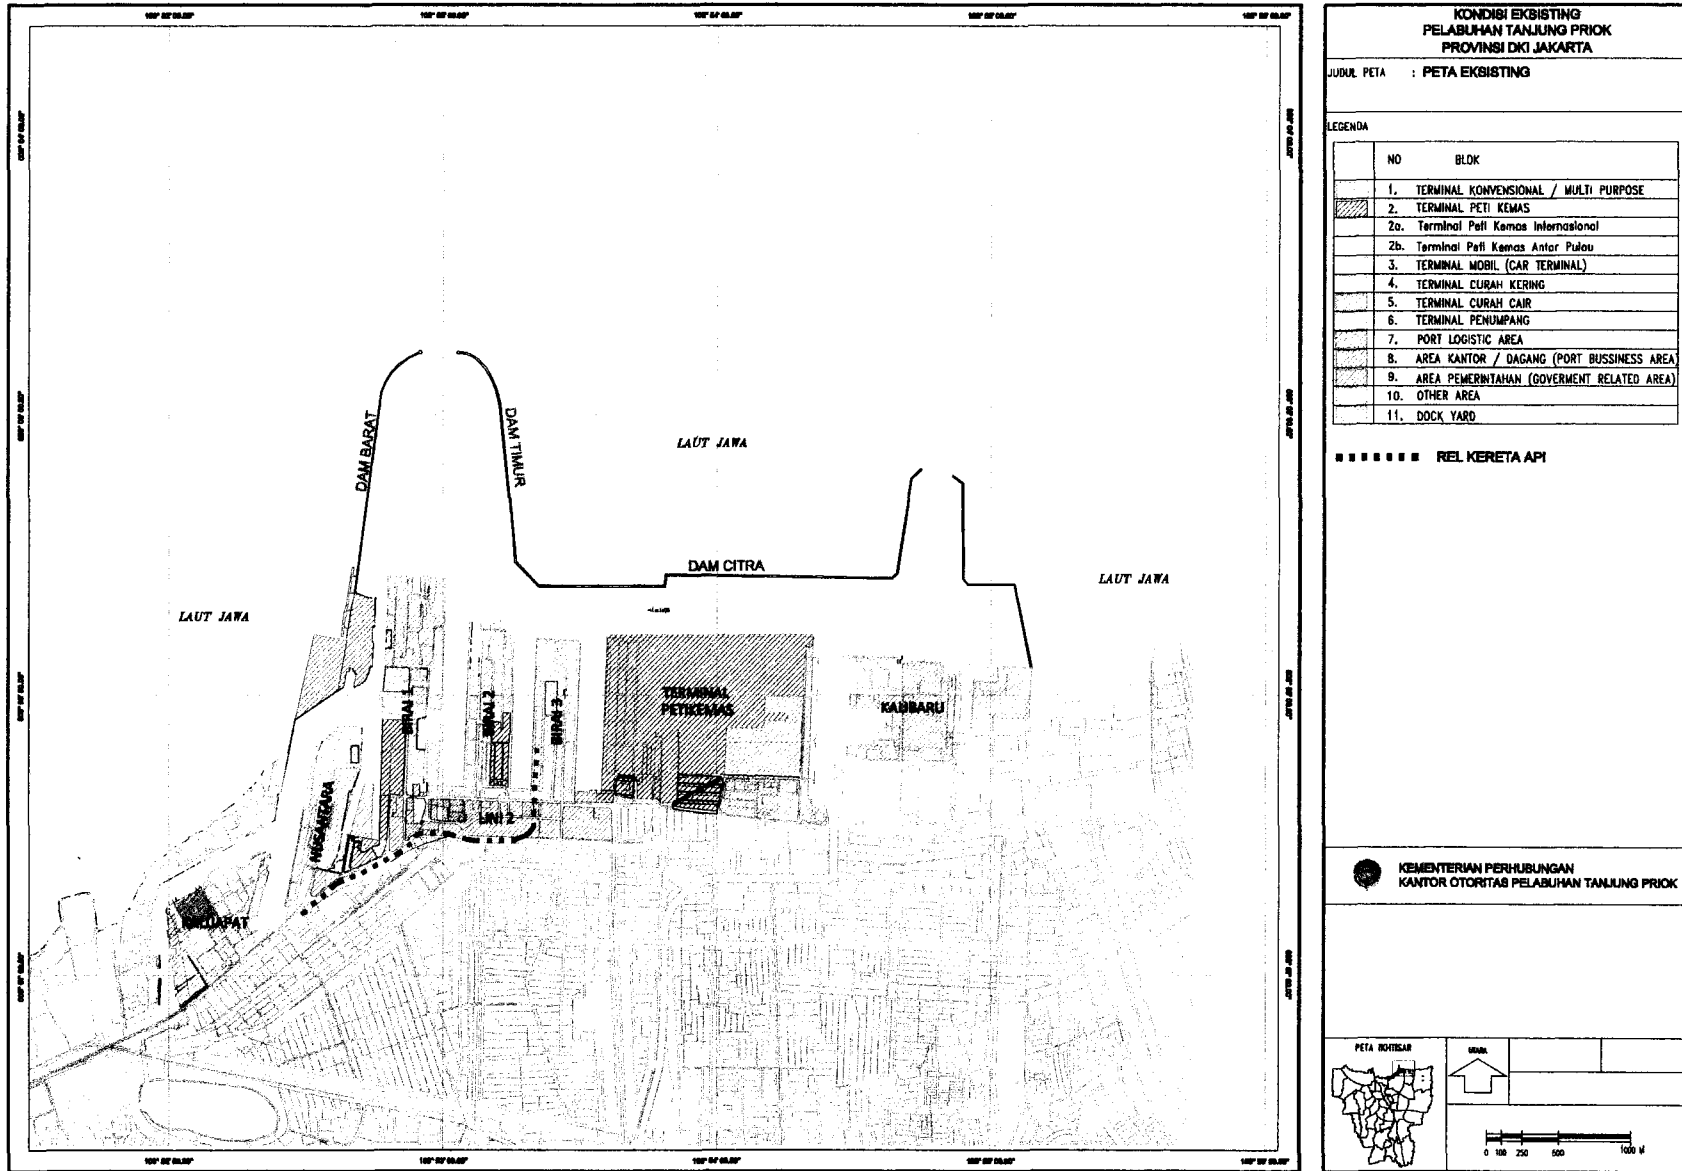 KONDISI EKSISTING
PELABUHAN TANJUNG PRIOK
PROVINSI DKI JAKARTA
JUDUL PETA : PETA EKSISTING
LEGENDA
NO BLOK
1. TERMINAL KONVENSIONAL / MULTI PURPOSE
2. TERMINAL PETI KEMAS
2a. Terminal Peti Kemas Internasional
2b. Terminal Peti Kemas Antar Pulau
3. TERMINAL MOBIL (CAR TERMINAL)
4. TERMINAL CURAH KERING
5. TERMINAL CURAH CAIR
6. TERMINAL PENUMPANG
7. PORT LOGISTIC AREA
8. AREA KANTOR / DAGANG (PORT BUSSINESS AREA)
9. AREA PEMERINTAHAN (GOVERMENT RELATED AREA)
10. OTHER AREA
11. DOCK YARD
REL KERETA API
DAM BARAT
DAM TIMUR
LAUT JAWA
DAM CITRA
LAUT JAWA
LAUT JAWA
BIRAI 1
BIRAI 2
BIRAI 3
TERMINAL
PETIKEMAS
KALIBARU
NUSANTARA
LINI 2
KEMENTERIAN PERHUBUNGAN
KANTOR OTORITAS PELABUHAN TANJUNG PRIOK
PETA IKHTISAR
UTARA
0 100 250 500 1000 M